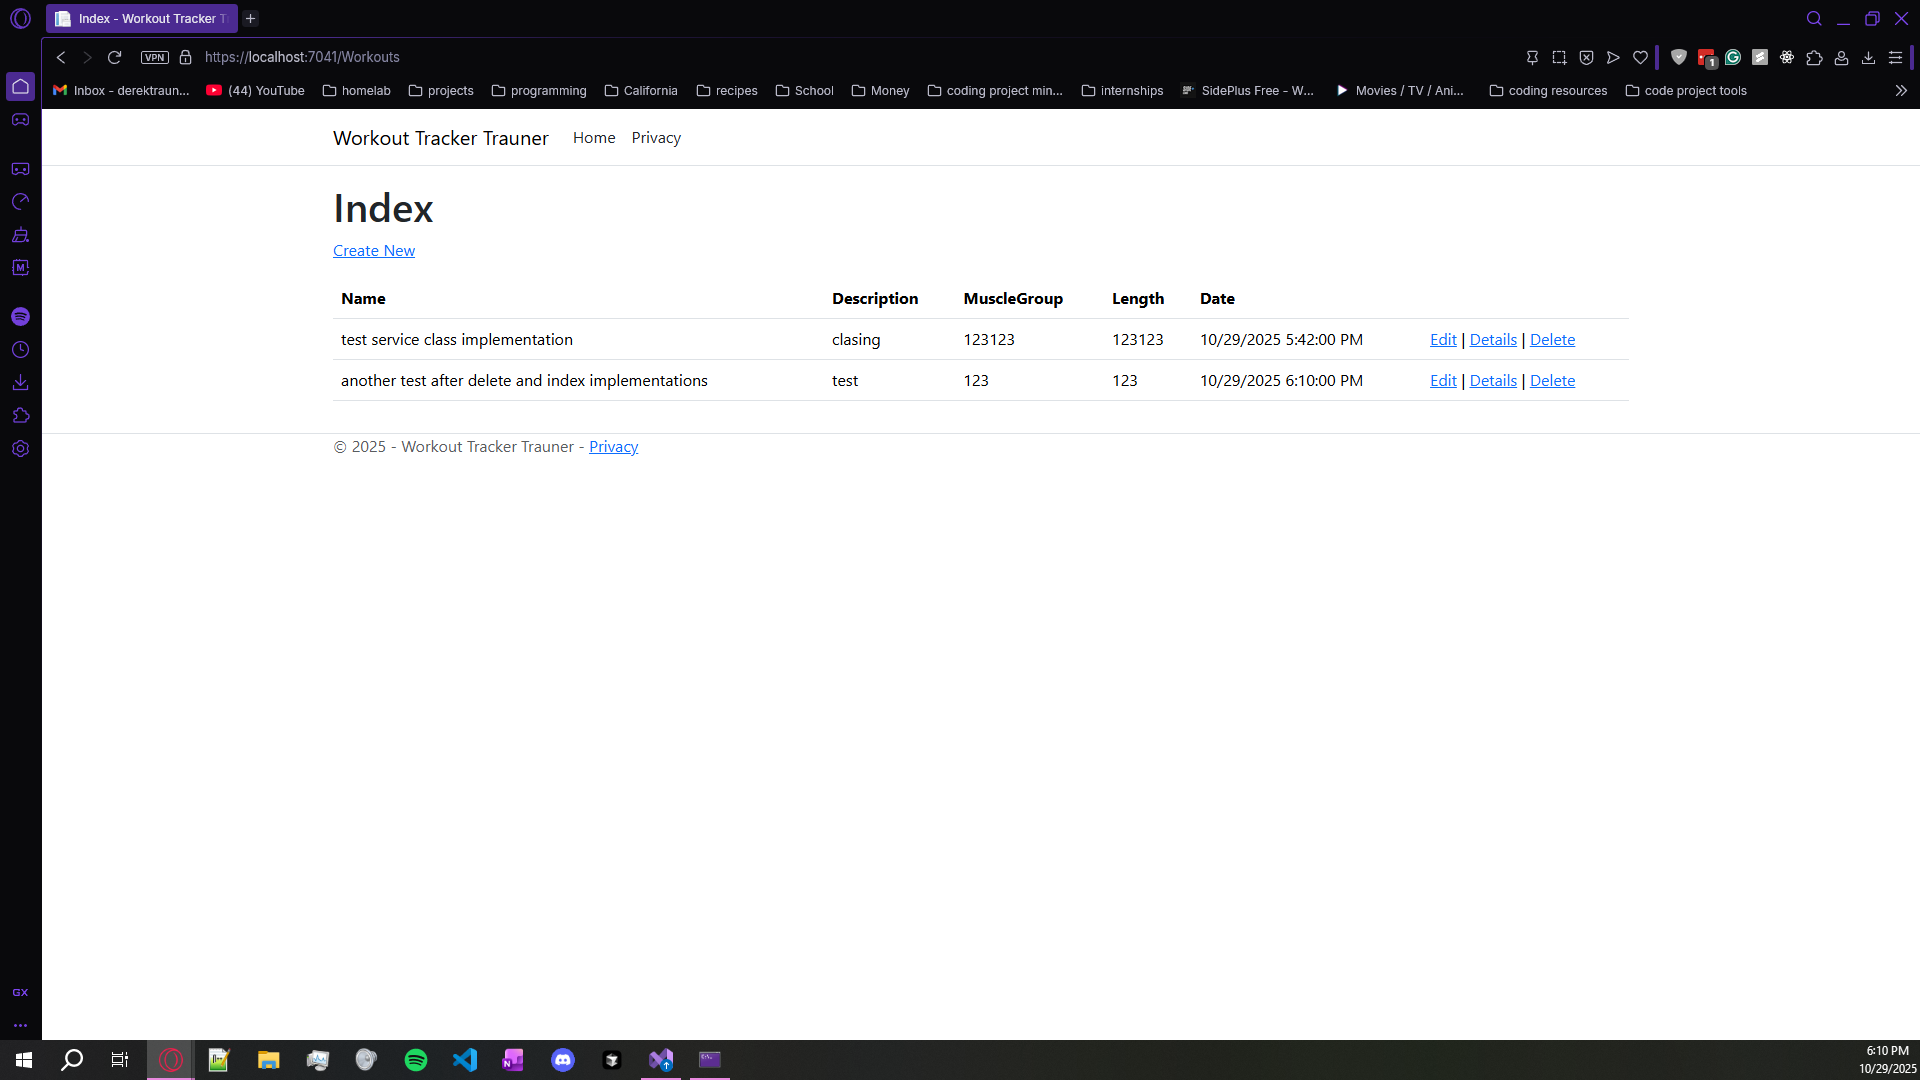 Index - Workout Tracker T
VPN https://localhost:7041/Workouts 1
Inbox - derektraun... (44) YouTube homelab projects programming California recipes School Money coding project min... internships SidePlus Free - W... Movies / TV / Ani... coding resources code project tools
Workout Tracker Trauner Home Privacy
Index
Create New
Name Description MuscleGroup Length Date
test service class implementation clasing 123123 123123 10/29/2025 5:42:00 PM Edit | Details | Delete
another test after delete and index implementations test 123 123 10/29/2025 6:10:00 PM Edit | Details | Delete
© 2025 - Workout Tracker Trauner - Privacy
GX
6:10 PM
10/29/2025